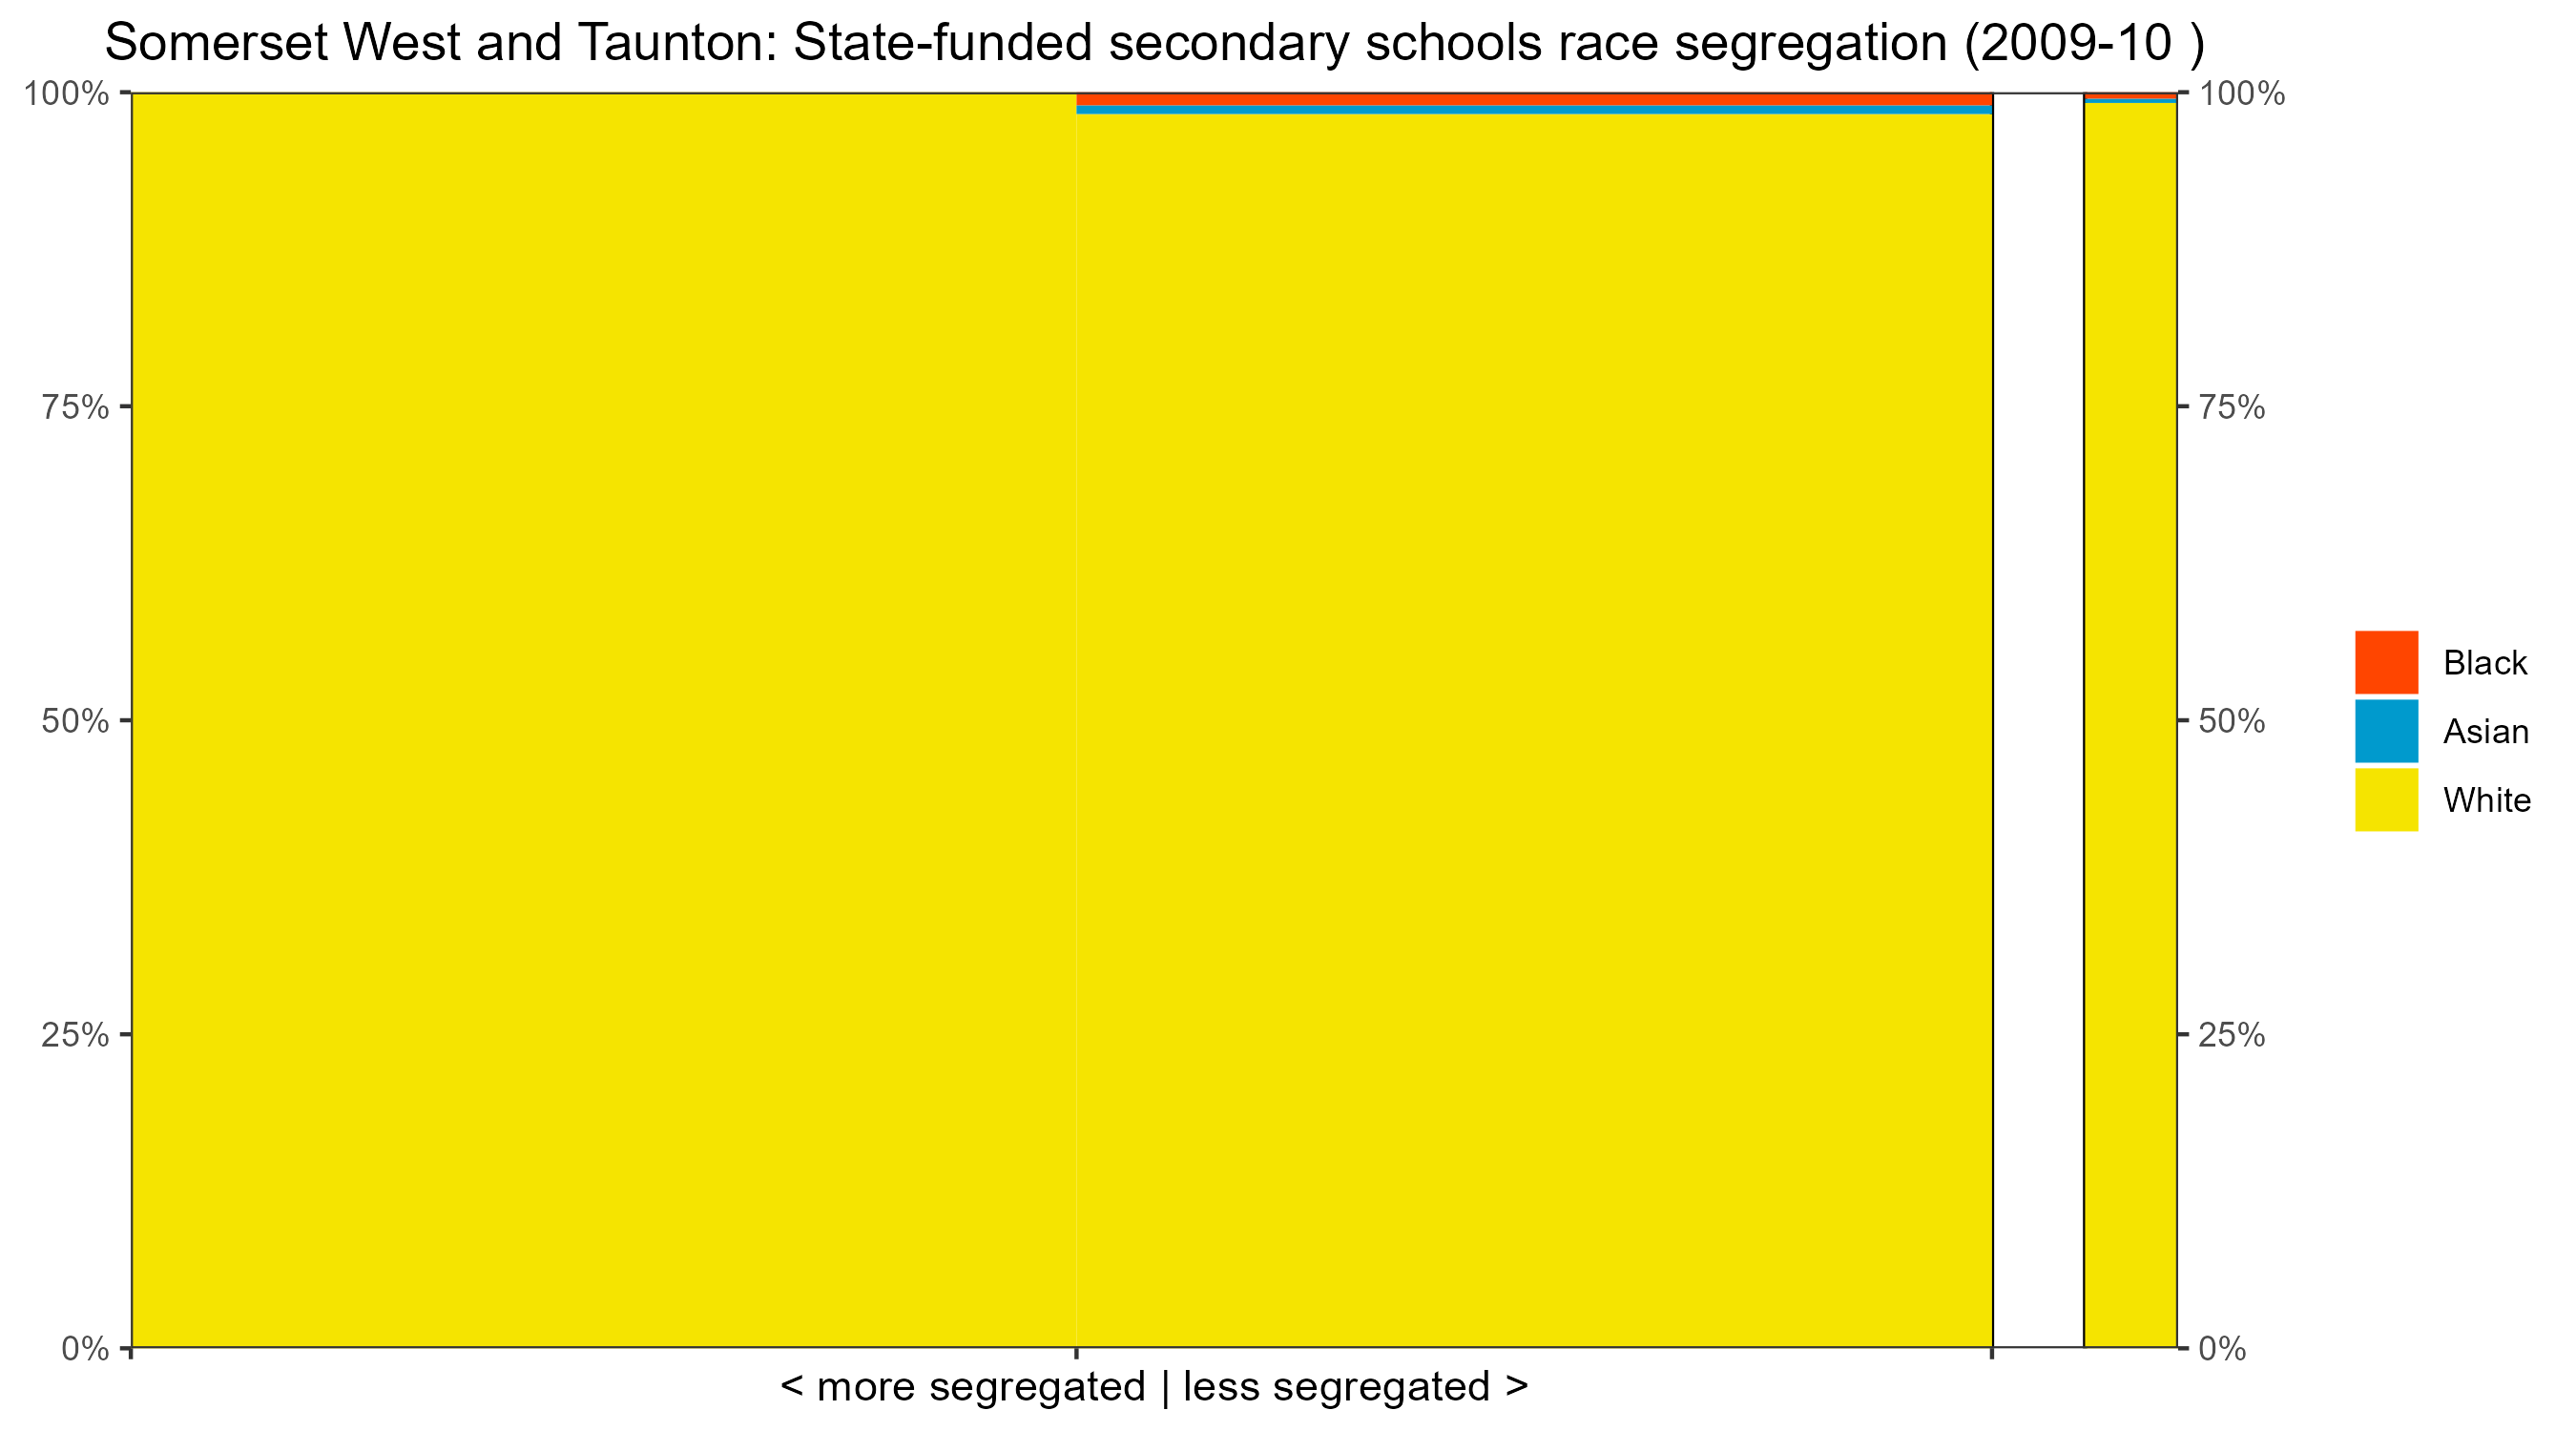 Somerset West and Taunton: State-funded secondary schools race segregation (2009-10 )
100%
75%
50%
25%
0%
100%
75%
50%
25%
0%
< more segregated | less segregated >
Black
Asian
White